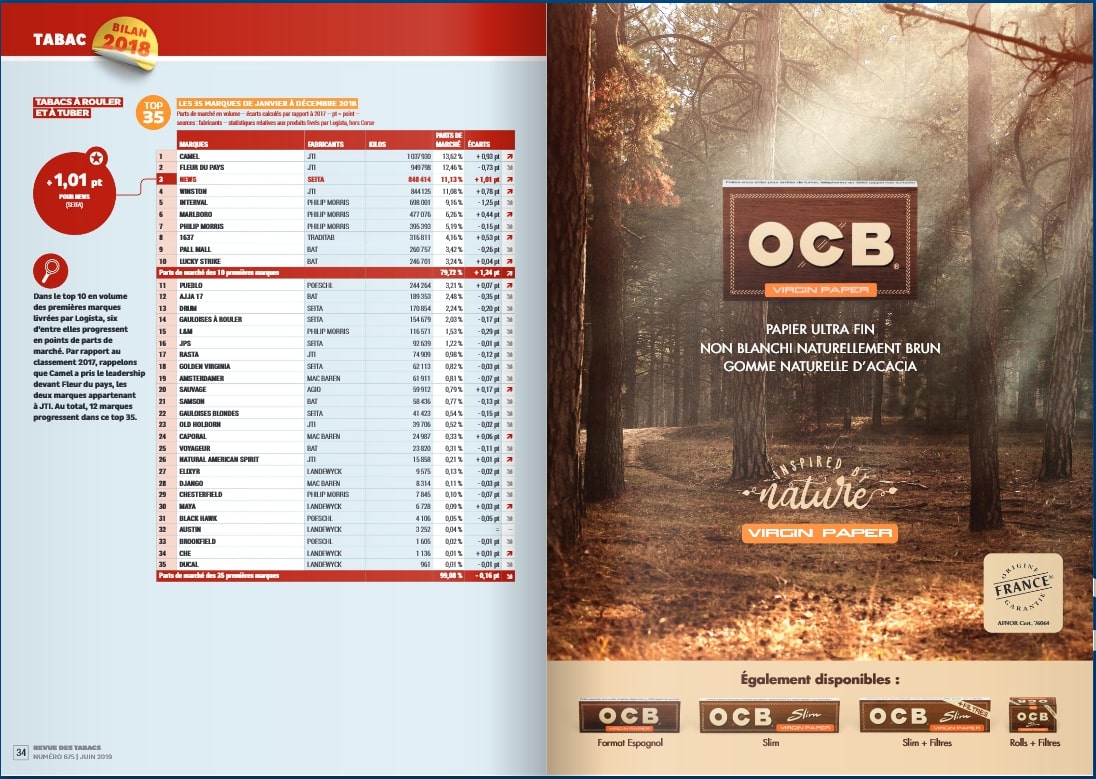 TABAC
BILAN
2018
TABACS À ROULER
ET À TUBER
TOP
35
LES 35 MARQUES DE JANVIER À DÉCEMBRE 2018
Parts de marché en volume – écarts calculés par rapport à 2017 – pt = point –
sources : fabricants – statistiques relatives aux produits livrés par Logista, hors Corse
MARQUES FABRICANTS KILOS PARTS DE MARCHÉ ÉCARTS
1 CAMEL JTI 1 037 930 13,62 % + 0,93 pt
2 FLEUR DU PAYS JTI 949 798 12,46 % - 0,73 pt
3 NEWS SEITA 848 414 11,13 % + 1,01 pt
4 WINSTON JTI 844 125 11,08 % + 0,78 pt
5 INTERVAL PHILIP MORRIS 698 001 9,16 % - 1,25 pt
6 MARLBORO PHILIP MORRIS 477 076 6,26 % + 0,44 pt
7 PHILIP MORRIS PHILIP MORRIS 395 393 5,19 % - 0,15 pt
8 1637 TRADITAB 316 811 4,16 % + 0,53 pt
9 PALL MALL BAT 260 757 3,42 % - 0,26 pt
10 LUCKY STRIKE BAT 246 701 3,24 % + 0,04 pt
Parts de marché des 10 premières marques 79,72 % + 1,34 pt
11 PUEBLO POESCHL 244 264 3,21 % + 0,07 pt
12 AJJA 17 BAT 189 353 2,48 % - 0,35 pt
13 DRUM SEITA 170 854 2,24 % - 0,20 pt
14 GAULOISES À ROULER SEITA 154 679 2,03 % - 0,17 pt
15 L&M PHILIP MORRIS 116 571 1,53 % - 0,29 pt
16 JPS SEITA 92 639 1,22 % - 0,01 pt
17 BASTA JTI 74 909 0,98 % - 0,12 pt
18 GOLDEN VIRGINIA SEITA 62 113 0,82 % - 0,03 pt
19 AMSTERDAMER MAC BAREN 61 911 0,81 % - 0,07 pt
20 SAUVAGE AGIO 59 912 0,79 % + 0,17 pt
21 SAMSON BAT 58 436 0,77 % - 0,13 pt
22 GAULOISES BLONDES SEITA 41 423 0,54 % - 0,15 pt
23 OLD HOLBORN JTI 39 706 0,52 % - 0,02 pt
24 CAPORAL MAC BAREN 24 987 0,33 % + 0,06 pt
25 VOYAGEUR BAT 23 820 0,31 % - 0,11 pt
26 NATURAL AMERICAN SPIRIT JTI 15 858 0,21 % + 0,01 pt
27 ELIXYR LANDEWYCK 9 575 0,13 % - 0,02 pt
28 DJANGO MAC BAREN 8 314 0,11 % - 0,03 pt
29 CHESTERFIELD PHILIP MORRIS 7 845 0,10 % - 0,07 pt
30 MAYA LANDEWYCK 6 728 0,09 % + 0,03 pt
31 BLACK HAWK POESCHL 4 106 0,05 % - 0,05 pt
32 AUSTIN LANDEWYCK 3 252 0,04 % = –
33 BROOKFIELD POESCHL 1 605 0,02 % - 0,01 pt
34 CHE LANDEWYCK 1 136 0,01 % + 0,01 pt
35 DUCAL LANDEWYCK 961 0,01 % - 0,01 pt
Parts de marché des 35 premières marques 99,08 % - 0,16 pt
+ 1,01 pt
POUR NEWS
(SEITA)
Dans le top 10 en volume
des premières marques
livrées par Logista, six
d'entre elles progressent
en points de parts de
marché. Par rapport au
classement 2017, rappelons
que Camel a pris le leadership
devant Fleur du pays, les
deux marques appartenant
à JTI. Au total, 12 marques
progressent dans ce top 35.
34
REVUE DES TABACS
NUMÉRO 675 | JUIN 2019
OCB®
VIRGIN PAPER
PAPIER ULTRA FIN
NON BLANCHI NATURELLEMENT BRUN
GOMME NATURELLE D'ACACIA
INSPIRED BY
nature
VIRGIN PAPER
ORIGINE
FRANCE®
GARANTIE
AFNOR Cert. 76064
Également disponibles :
OCB
VIRGIN PAPER
OCB Slim
VIRGIN PAPER
OCB Slim
+FILTRES
VIRGIN PAPER
OCB
Slim
Format Espagnol
Slim
Slim + Filtres
Rolls + Filtres